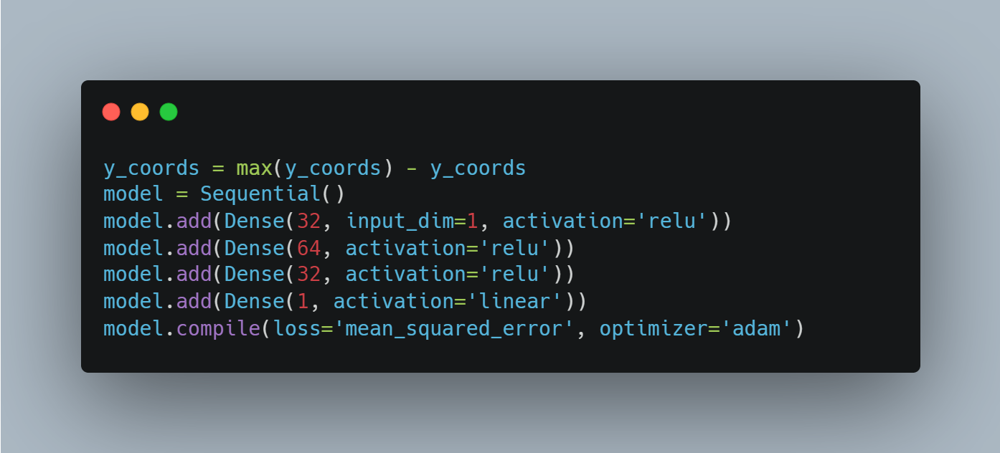 y_coords = max(y_coords) - y_coords
model = Sequential()
model.add(Dense(32, input_dim=1, activation='relu'))
model.add(Dense(64, activation='relu'))
model.add(Dense(32, activation='relu'))
model.add(Dense(1, activation='linear'))
model.compile(loss='mean_squared_error', optimizer='adam')